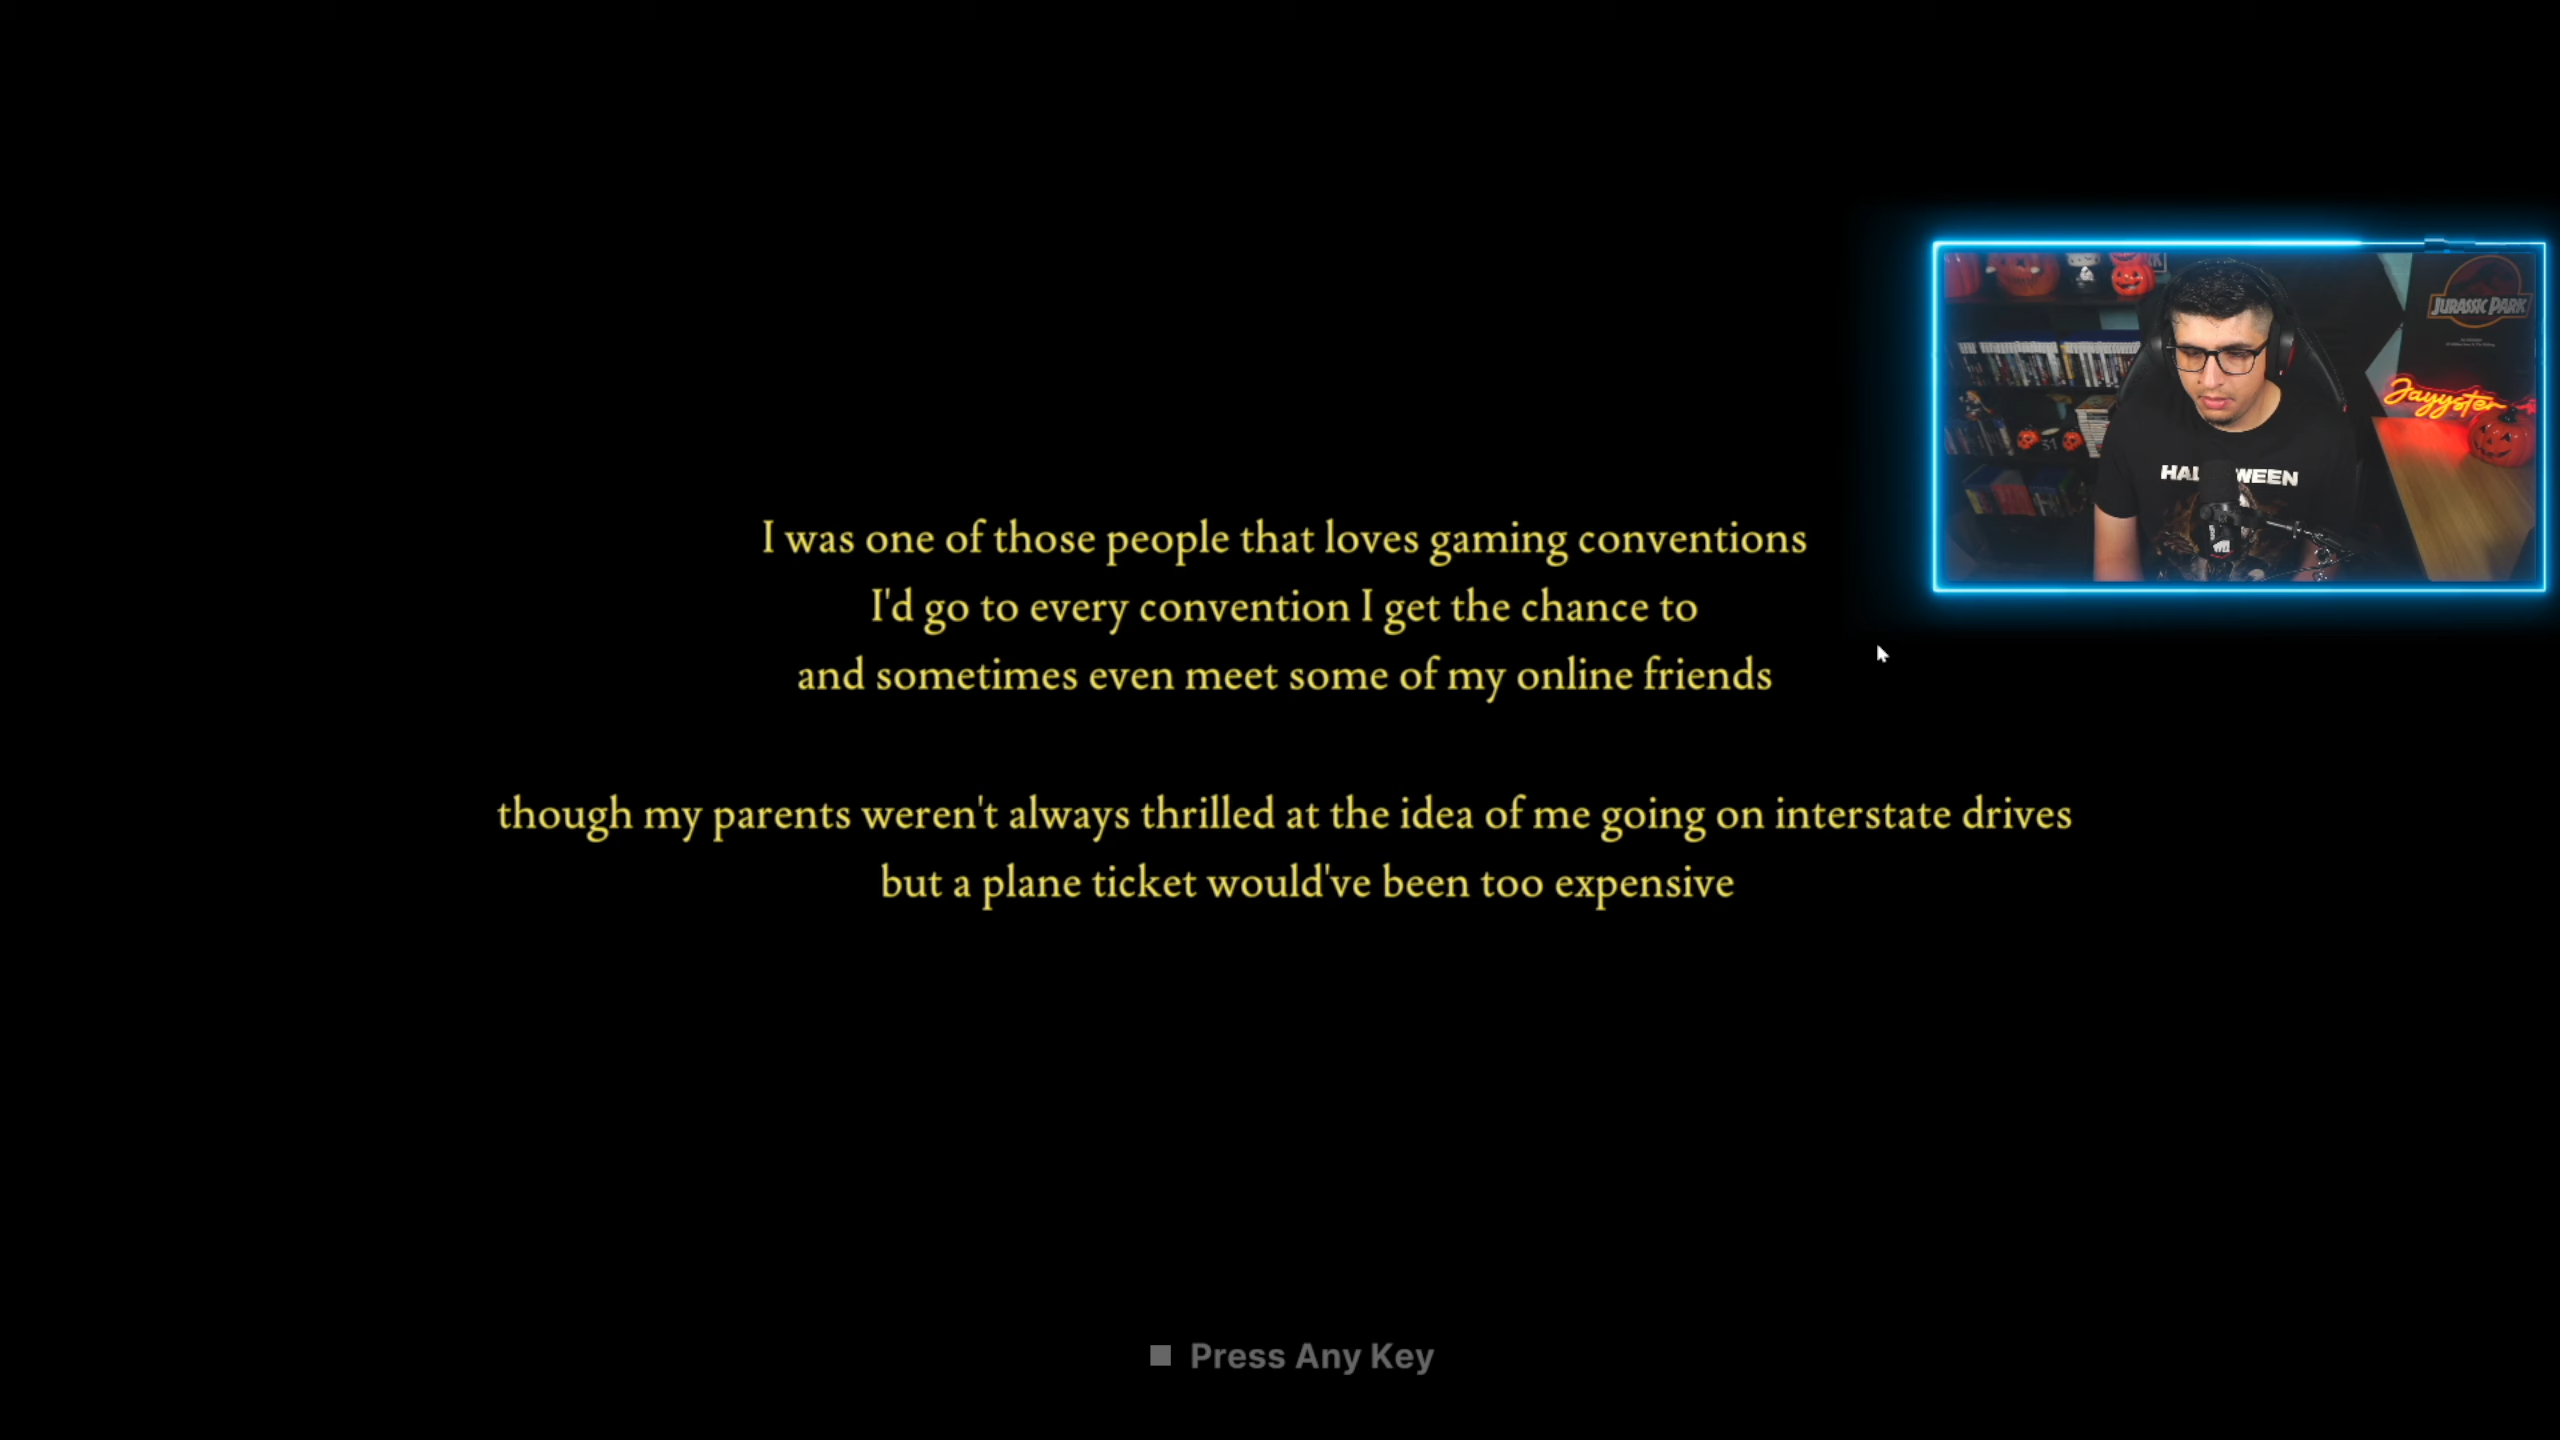 I was one of those people that loves gaming conventions
I'd go to every convention I get the chance to
and sometimes even meet some of my online friends
though my parents weren't always thrilled at the idea of me going on interstate drives
but a plane ticket would've been too expensive
Press Any Key
JURASSIC PARK
Jayyster
31